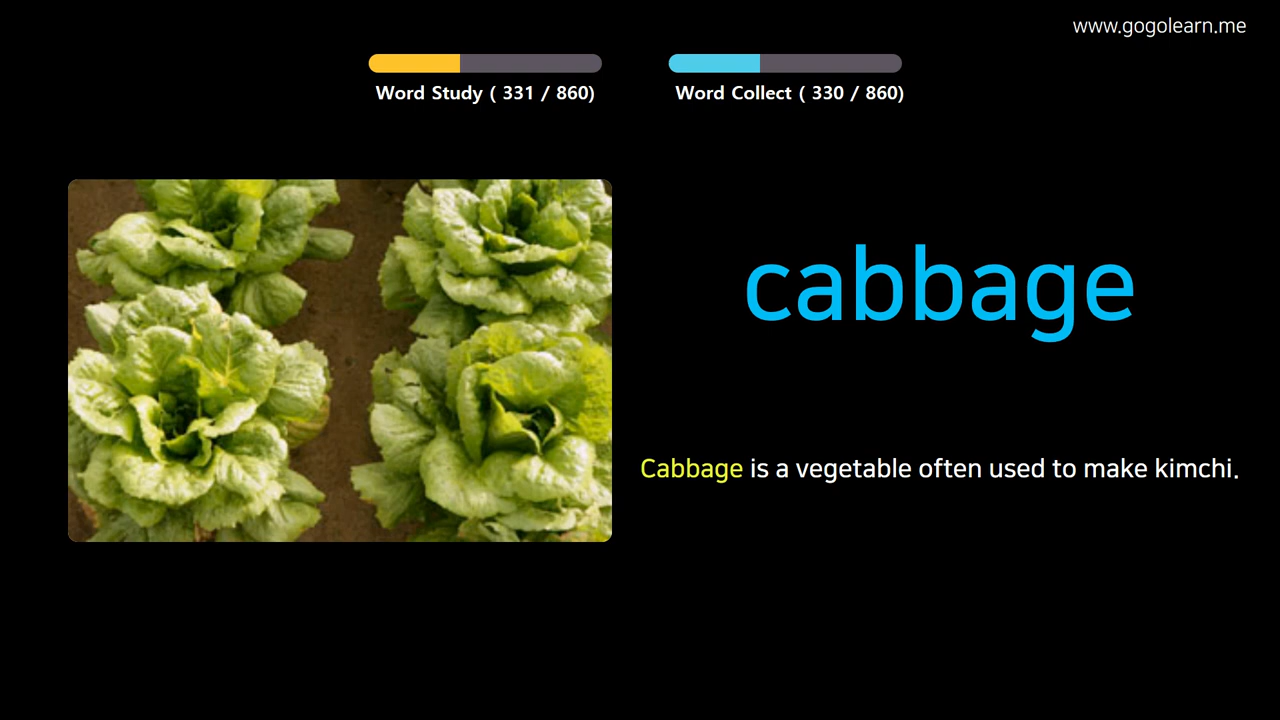 www.gogolearn.me
Word Study ( 331 / 860)
Word Collect ( 330 / 860)
cabbage
Cabbage is a vegetable often used to make kimchi.